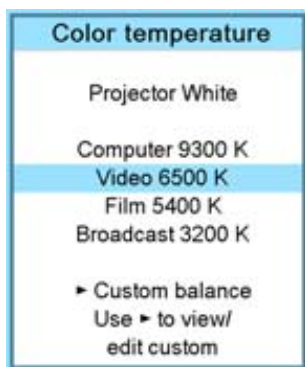 Color temperature
Projector White
Computer 9300 K
Video 6500 K
Film 5400 K
Broadcast 3200 K
► Custom balance
Use ► to view/
edit custom